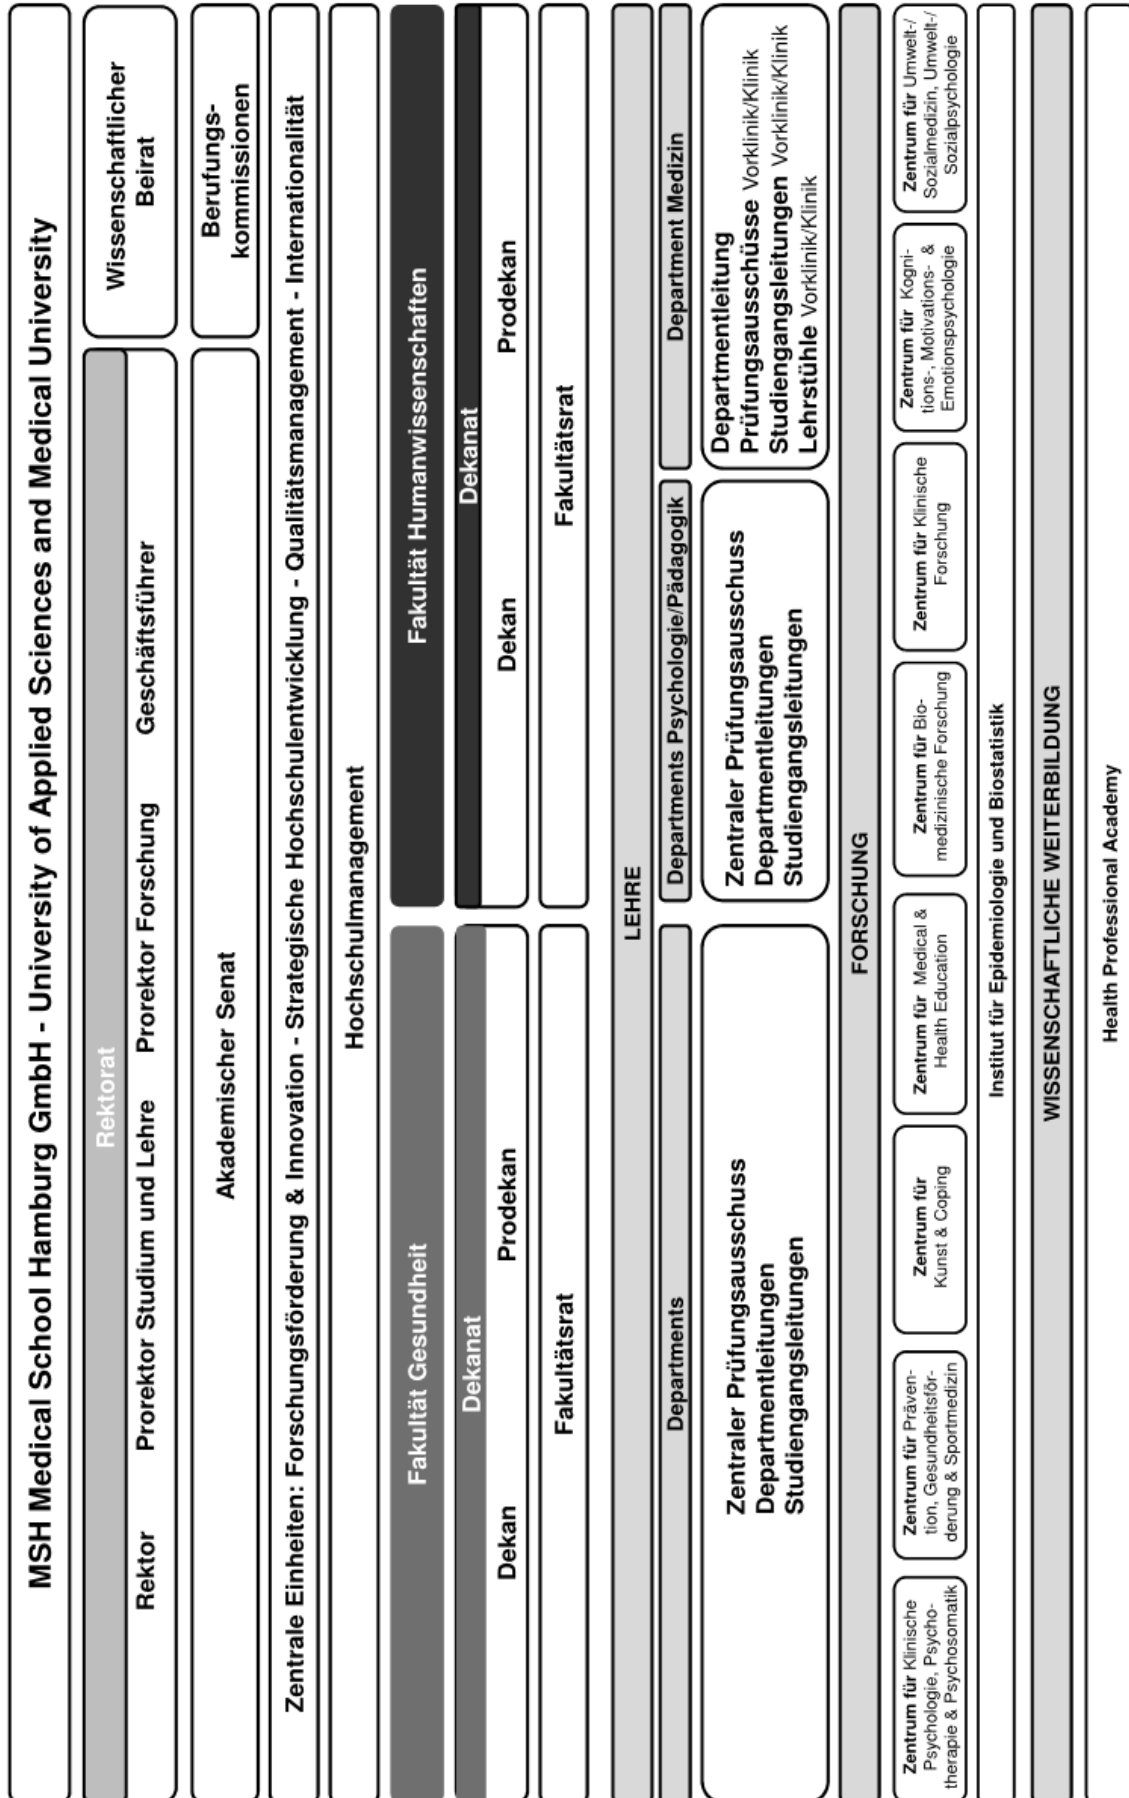 MSH Medical School Hamburg GmbH - University of Applied Sciences and Medical University
Rektorat
Rektor Prorektor Studium und Lehre Prorektor Forschung Geschäftsführer
Wissenschaftlicher
Beirat
Akademischer Senat
Berufungs-
kommissionen
Zentrale Einheiten: Forschungsförderung & Innovation - Strategische Hochschulentwicklung - Qualitätsmanagement - Internationalität
Hochschulmanagement
Fakultät Gesundheit
Dekanat
Dekan Prodekan
Fakultätsrat
Fakultät Humanwissenschaften
Dekanat
Dekan Prodekan
Fakultätsrat
LEHRE
Departments
Zentraler Prüfungsausschuss
Departmentleitungen
Studiengangsleitungen
Departments Psychologie/Pädagogik
Zentraler Prüfungsausschuss
Departmentleitungen
Studiengangsleitungen
Department Medizin
Departmentleitung
Prüfungsausschüsse Vorklinik/Klinik
Studiengangsleitungen Vorklinik/Klinik
Lehrstühle Vorklinik/Klinik
FORSCHUNG
Zentrum für Klinische
Psychologie, Psycho-
therapie & Psychosomatik
Zentrum für Präven-
tion, Gesundheitsför-
derung & Sportmedizin
Zentrum für
Kunst & Coping
Zentrum für Medical &
Health Education
Zentrum für Bio-
medizinische Forschung
Zentrum für Klinische
Forschung
Zentrum für Kogni-
tions-, Motivations- &
Emotionspsychologie
Zentrum für Umwelt-/
Sozialmedizin, Umwelt-/
Sozialpsychologie
Institut für Epidemiologie und Biostatistik
WISSENSCHAFTLICHE WEITERBILDUNG
Health Professional Academy